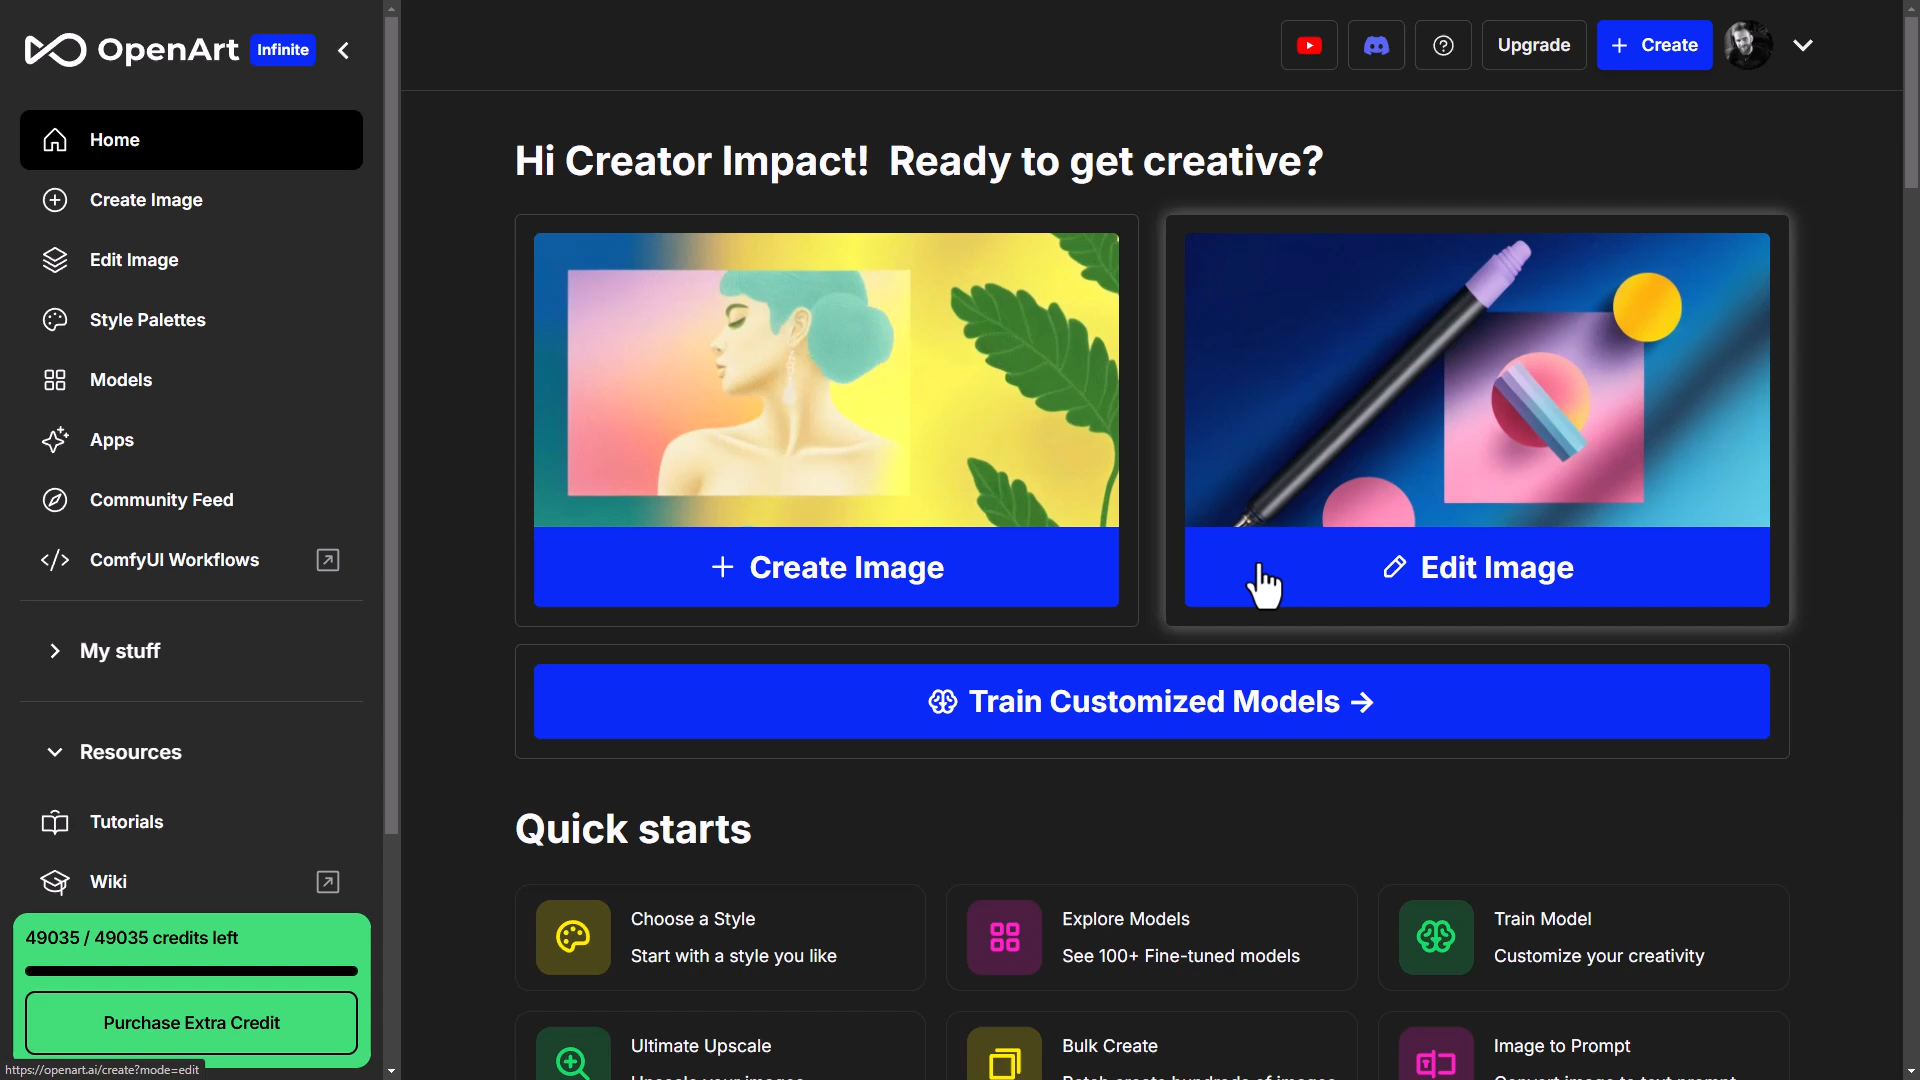 OpenArt Infinite
Home
Create Image
Edit Image
Style Palettes
Models
Apps
Community Feed
ComfyUI Workflows
My stuff
Resources
Tutorials
Wiki
49035 / 49035 credits left
Purchase Extra Credit
https://openart.ai/create?mode=edit
Upgrade
Create
Hi Creator Impact! Ready to get creative?
Create Image
Edit Image
Train Customized Models
Quick starts
Choose a Style
Start with a style you like
Explore Models
See 100+ Fine-tuned models
Train Model
Customize your creativity
Ultimate Upscale
Bulk Create
Image to Prompt